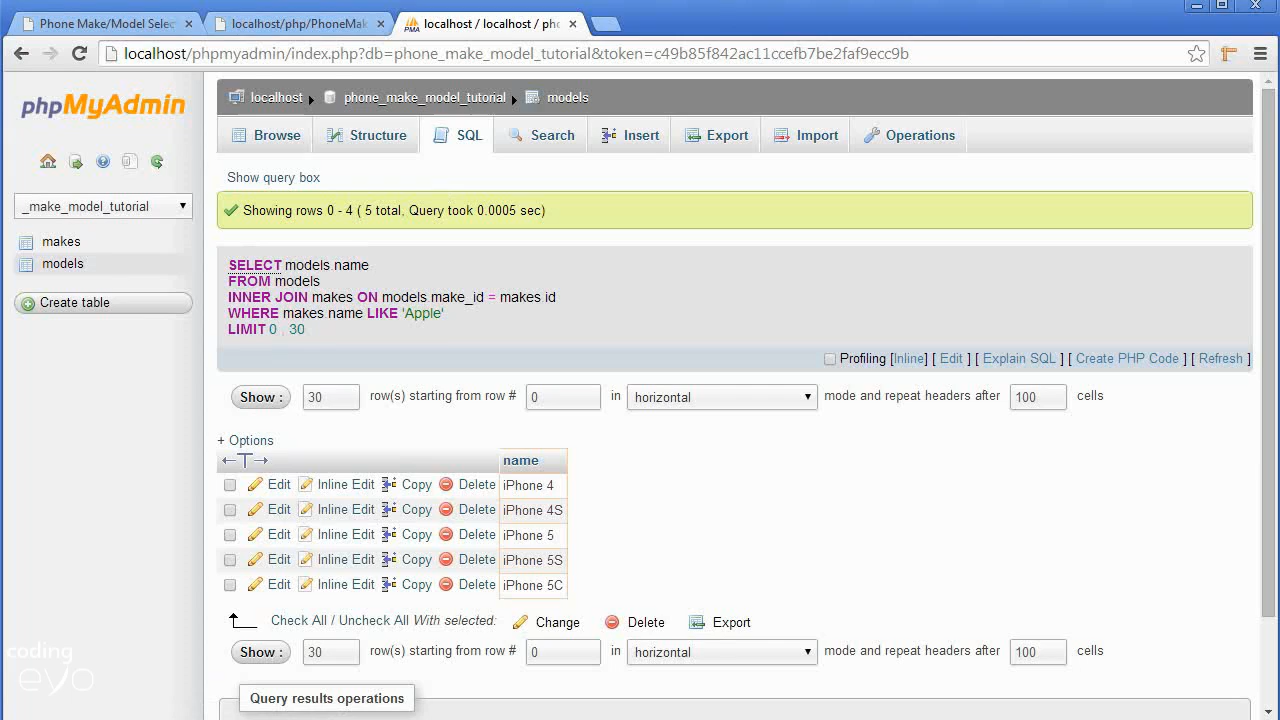 Phone Make/Model Selec
localhost/php/PhoneMak
localhost / localhost / pho
localhost/phpmyadmin/index.php?db=phone_make_model_tutorial&token=c49b85f842ac11ccefb7be2faf9ecc9b
phpMyAdmin
_make_model_tutorial
makes
models
Create table
localhost phone_make_model_tutorial models
Browse Structure SQL Search Insert Export Import Operations
Show query box
Showing rows 0 - 4 ( 5 total, Query took 0.0005 sec)
SELECT models name
FROM models
INNER JOIN makes ON models make_id = makes id
WHERE makes name LIKE 'Apple'
LIMIT 0 , 30
Profiling [Inline] [ Edit ] [ Explain SQL ] [ Create PHP Code ] [ Refresh ]
Show : 30 row(s) starting from row # 0 in horizontal mode and repeat headers after 100 cells
+ Options
name
Edit Inline Edit Copy Delete iPhone 4
Edit Inline Edit Copy Delete iPhone 4S
Edit Inline Edit Copy Delete iPhone 5
Edit Inline Edit Copy Delete iPhone 5S
Edit Inline Edit Copy Delete iPhone 5C
Check All / Uncheck All With selected: Change Delete Export
Show : 30 row(s) starting from row # 0 in horizontal mode and repeat headers after 100 cells
Query results operations
coding
evo